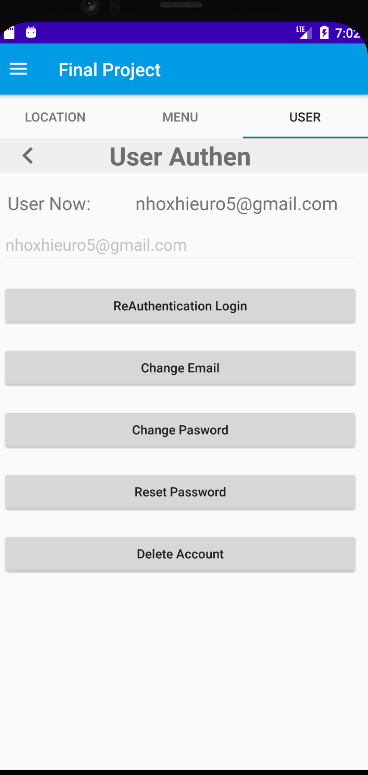 LTE 7:02
Final Project
LOCATION MENU USER
User Authen
User Now: nhoxhieuro5@gmail.com
nhoxhieuro5@gmail.com
ReAuthentication Login
Change Email
Change Pasword
Reset Password
Delete Account